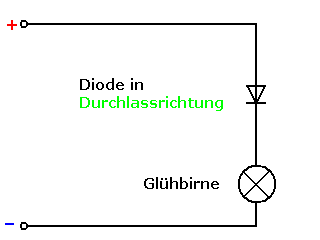 +
Diode in
Durchlassrichtung
Glühbirne
−